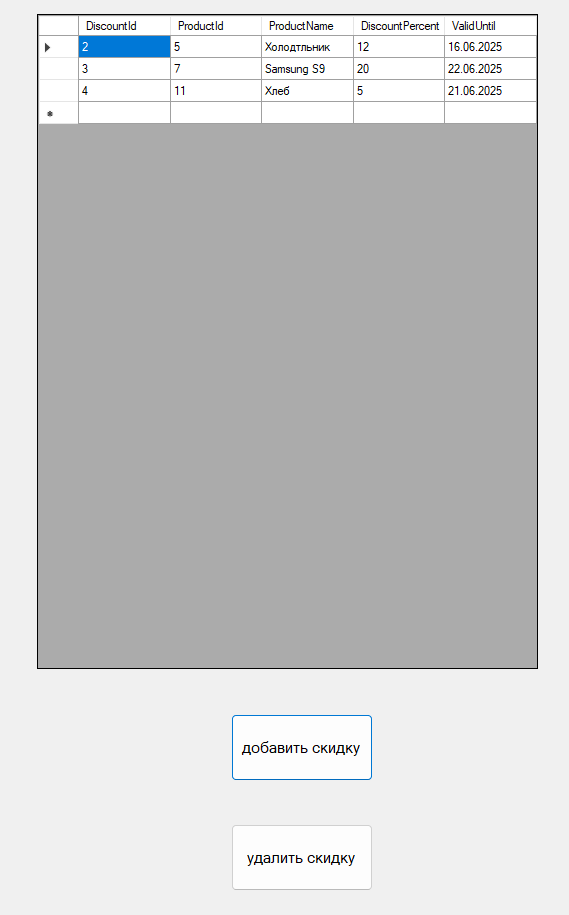 DiscountId ProductId ProductName DiscountPercent ValidUntil
2 5 Холодтльник 12 16.06.2025
3 7 Samsung S9 20 22.06.2025
4 11 Хлеб 5 21.06.2025
добавить скидку
удалить скидку